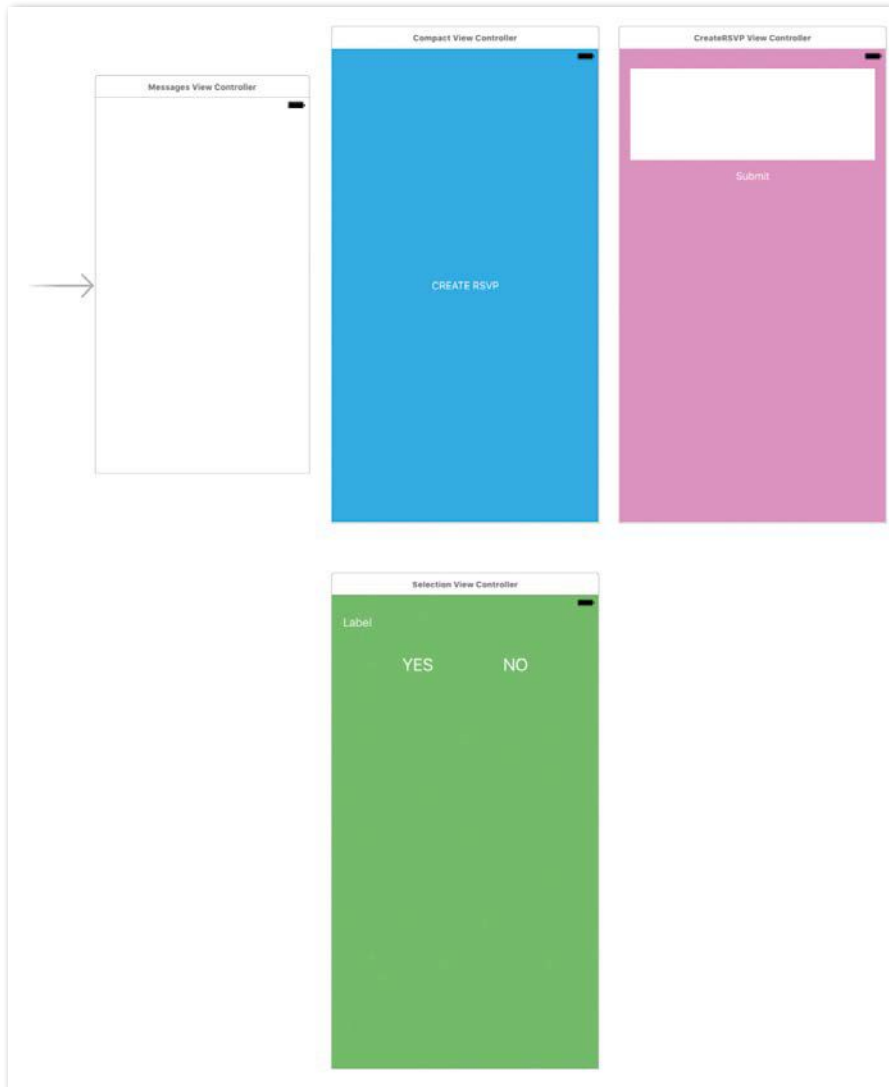 Compact View Controller
CreateRSVP View Controller
Messages View Controller
Submit
CREATE RSVP
Selection View Controller
Label
YES NO